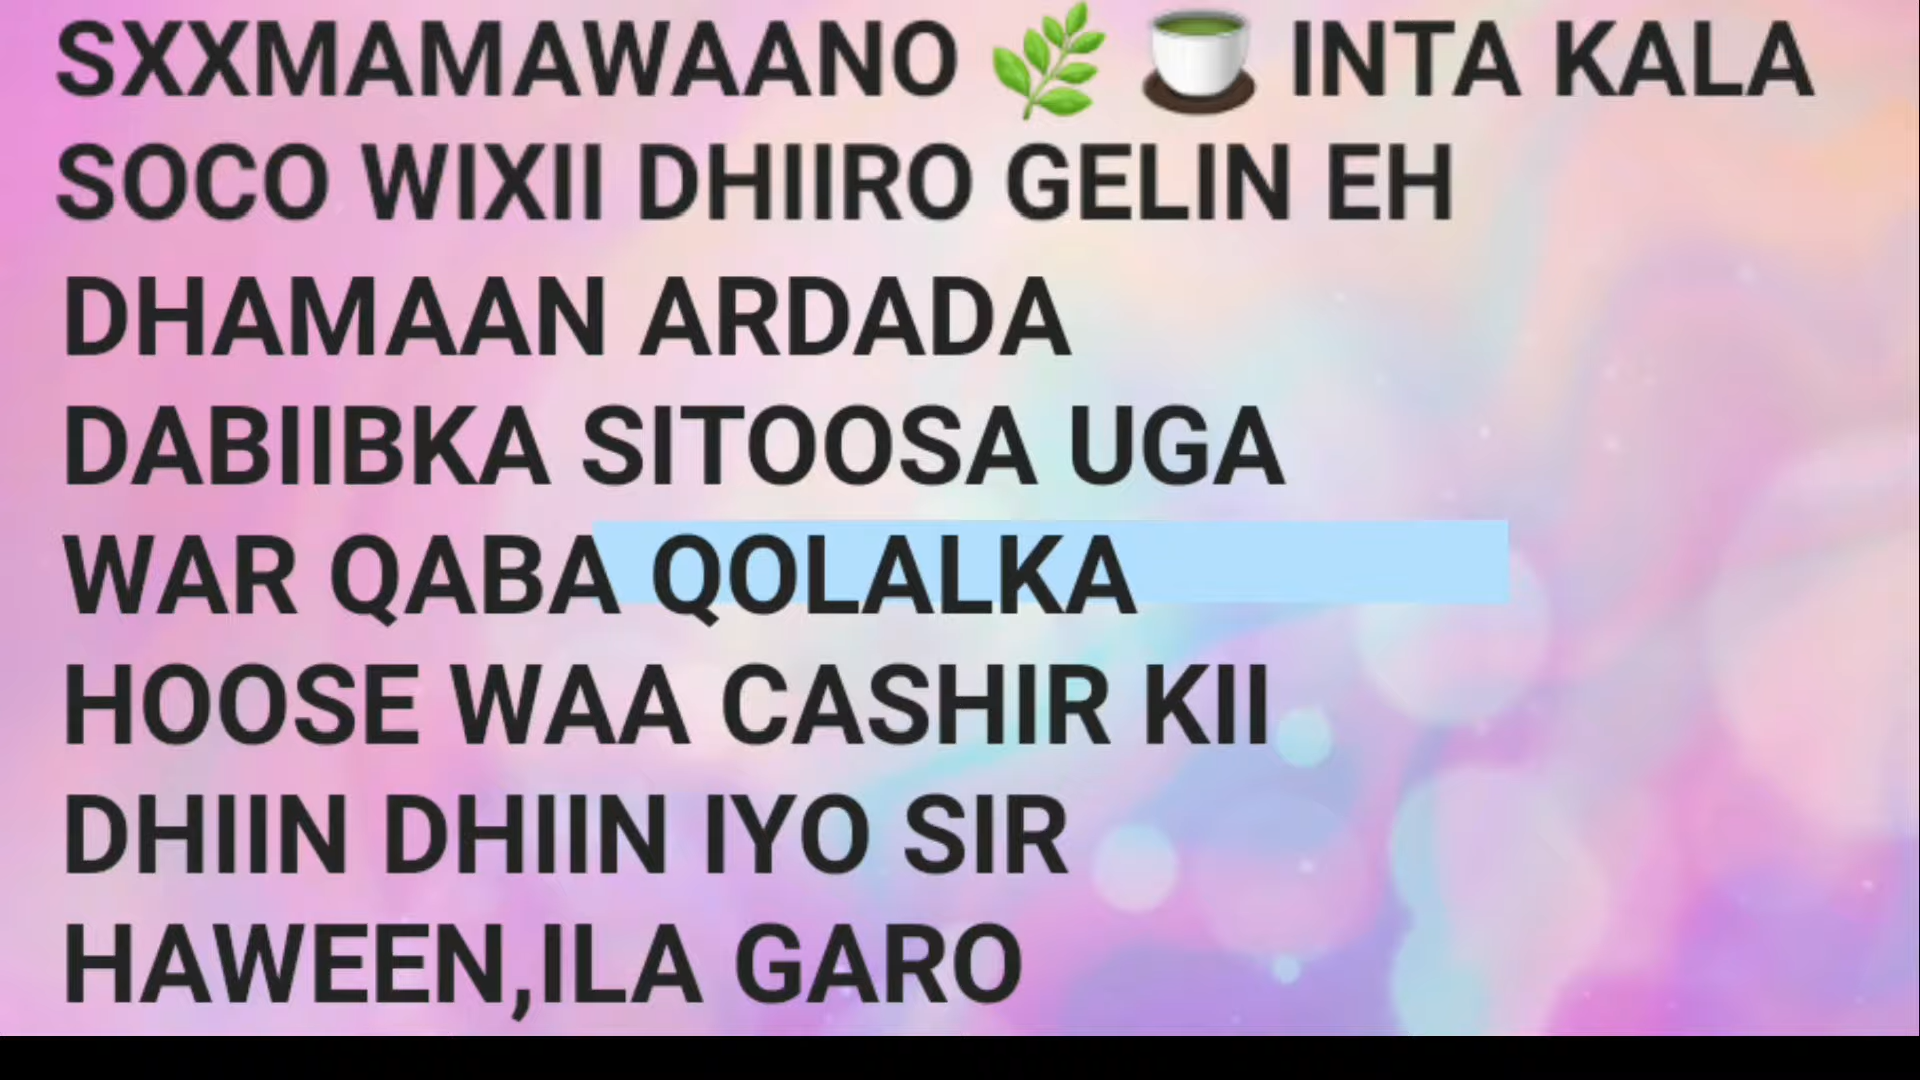 SXXMAMAWAANO 🌿 🍵 INTA KALA
SOCO WIXII DHIIRO GELIN EH
DHAMAAN ARDADA
DABIIBKA SITOOSA UGA
WAR QABA QOLALKA
HOOSE WAA CASHIR KII
DHIIN DHIIN IYO SIR
HAWEEN,ILA GARO